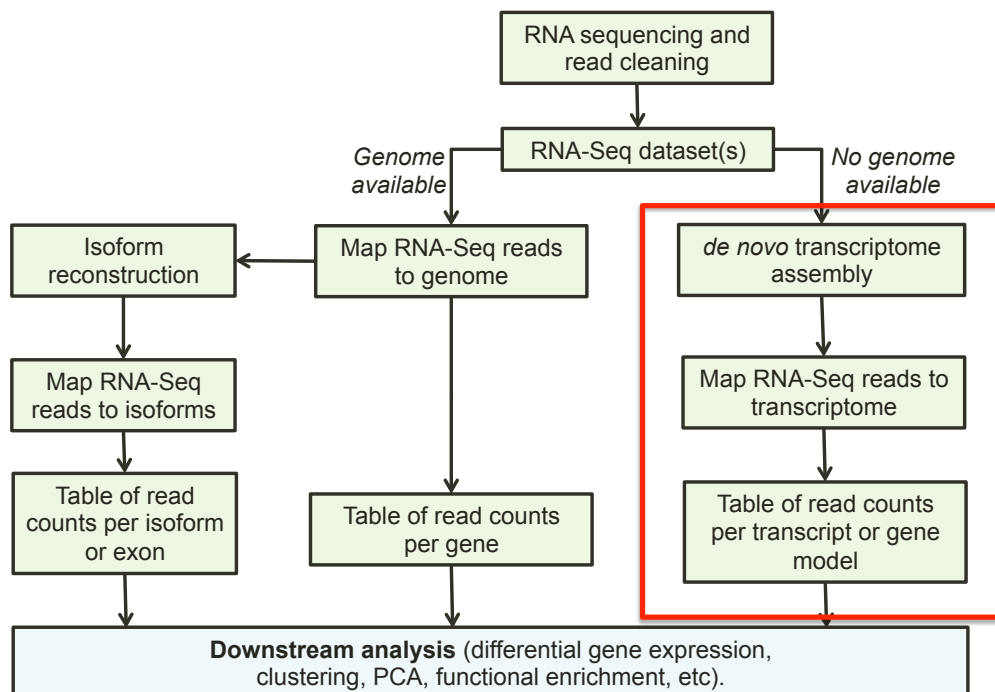 RNA sequencing and
read cleaning
RNA-Seq dataset(s)
Genome
available
No genome
available
Isoform
reconstruction
Map RNA-Seq reads
to genome
de novo transcriptome
assembly
Map RNA-Seq
reads to isoforms
Map RNA-Seq reads to
transcriptome
Table of read
counts per isoform
or exon
Table of read counts
per gene
Table of read counts
per transcript or gene
model
Downstream analysis (differential gene expression,
clustering, PCA, functional enrichment, etc).